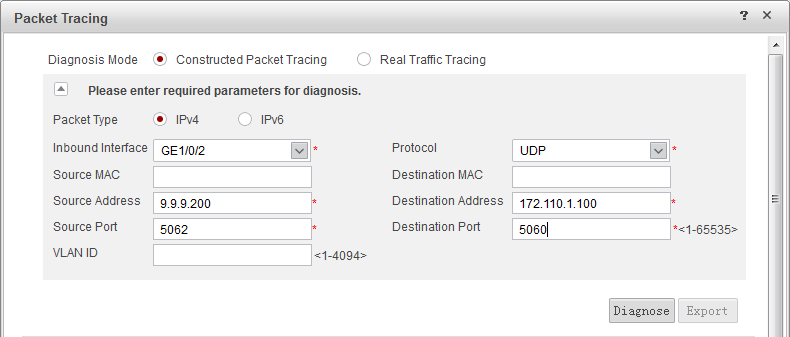 Packet Tracing ? ×
Diagnosis Mode Constructed Packet Tracing Real Traffic Tracing
Please enter required parameters for diagnosis.
Packet Type IPv4 IPv6
Inbound Interface GE1/0/2 * Protocol UDP *
Source MAC Destination MAC
Source Address 9.9.9.200 * Destination Address 172.110.1.100 *
Source Port 5062 * Destination Port 5060 *<1-65535>
VLAN ID <1-4094>
Diagnose Export